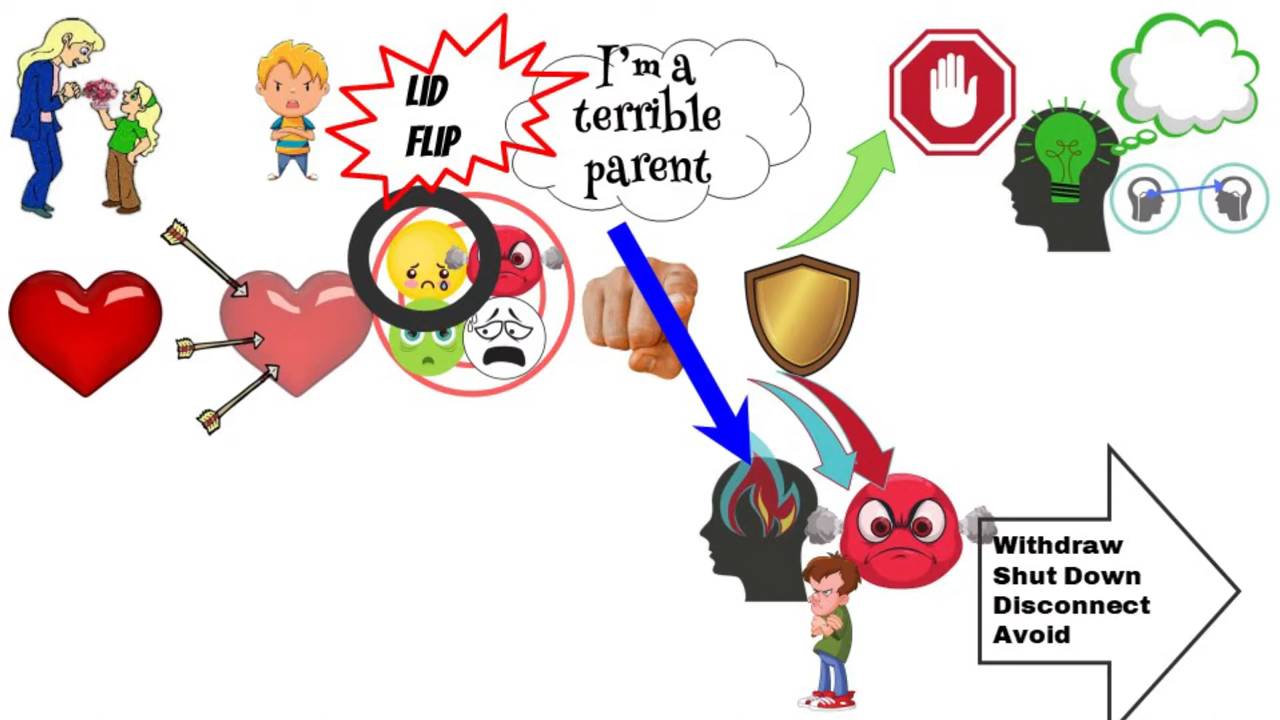 LID
FLIP
I'm a
terrible
parent
Withdraw
Shut Down
Disconnect
Avoid